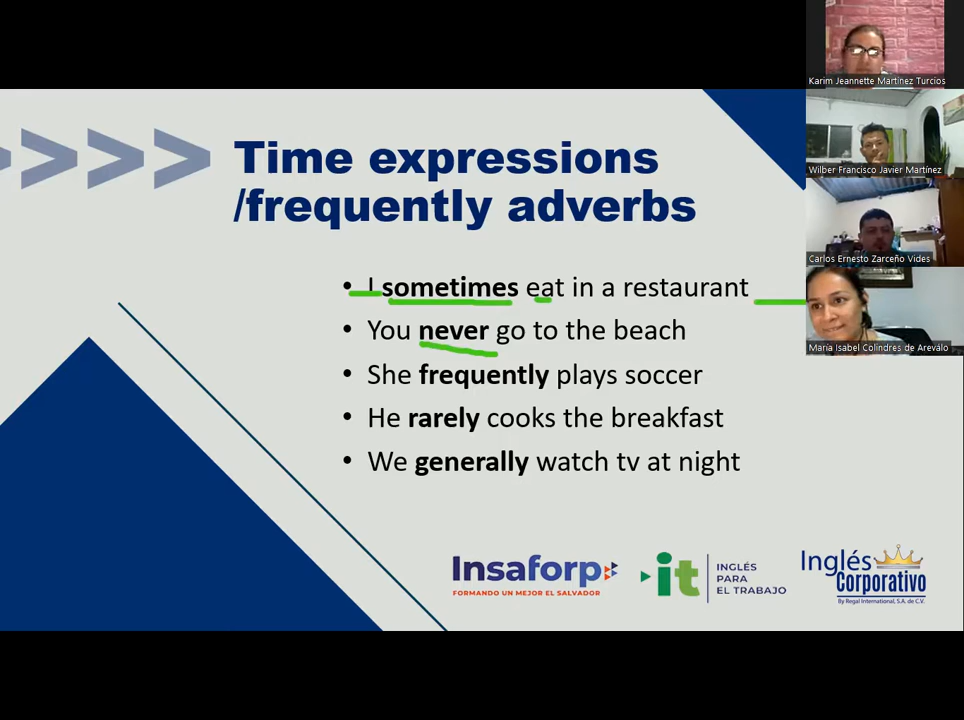 Time expressions
/frequently adverbs
• I sometimes eat in a restaurant
• You never go to the beach
• She frequently plays soccer
• He rarely cooks the breakfast
• We generally watch tv at night
Insaforp
FORMANDO UN MEJOR EL SALVADOR
it
INGLÉS
PARA
EL TRABAJO
Inglés
Corporativo
By Regal International, S.A. de C.V.
Karim Jeannette Martinez Turcios
Wilber Francisco Javier Martínez
Carlos Ernesto Zarceño Vides
María Isabel Colindres de Areválo